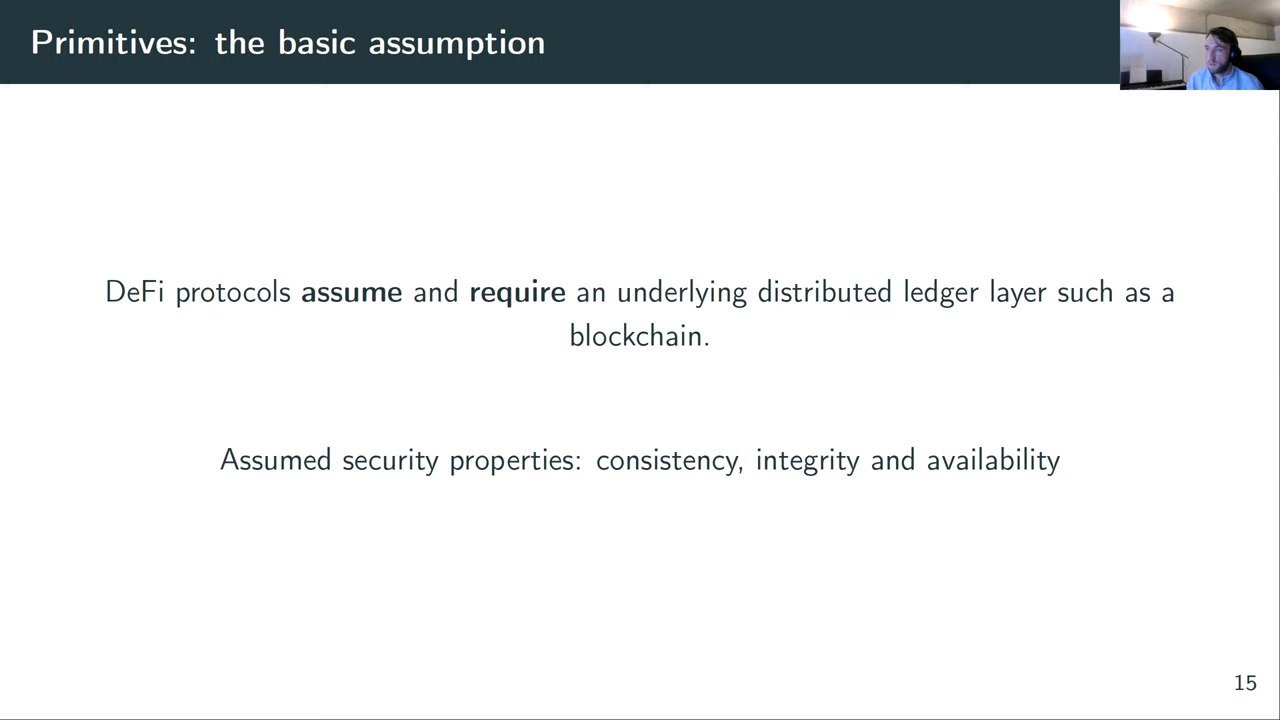 Primitives: the basic assumption
DeFi protocols assume and require an underlying distributed ledger layer such as a
blockchain.
Assumed security properties: consistency, integrity and availability
15